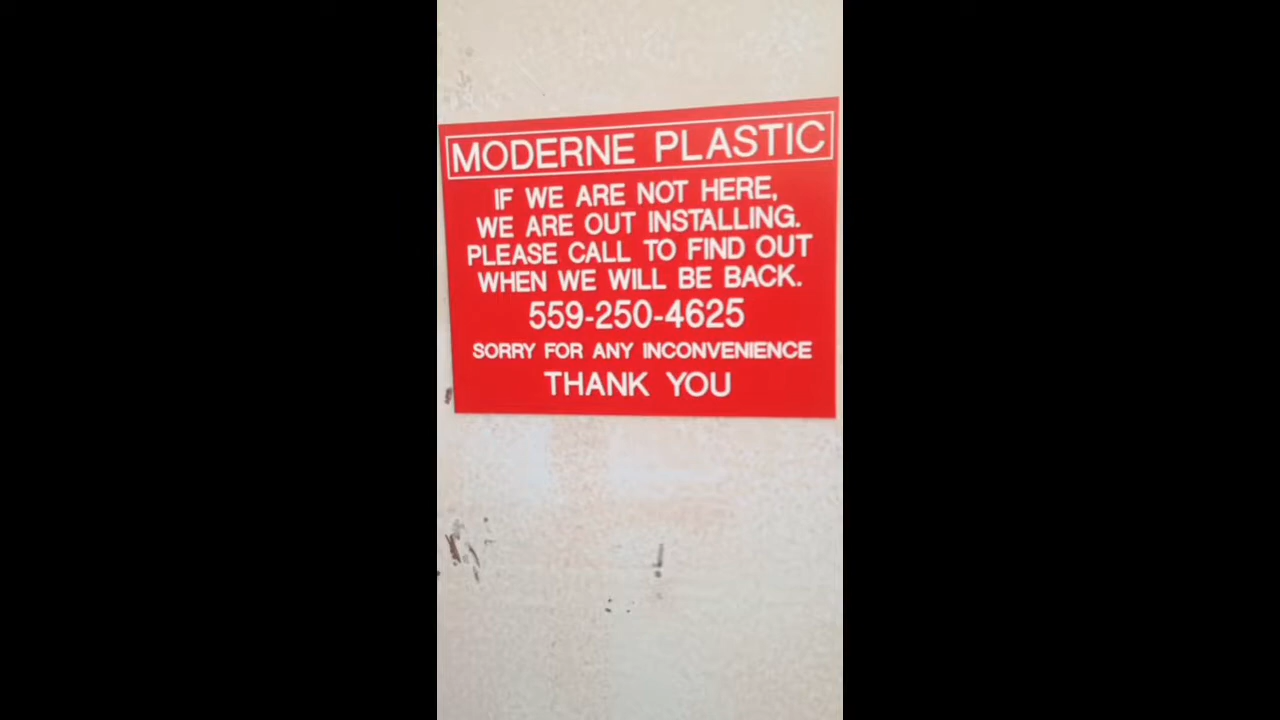 MODERNE PLASTIC
IF WE ARE NOT HERE,
WE ARE OUT INSTALLING.
PLEASE CALL TO FIND OUT
WHEN WE WILL BE BACK.
559-250-4625
SORRY FOR ANY INCONVENIENCE
THANK YOU